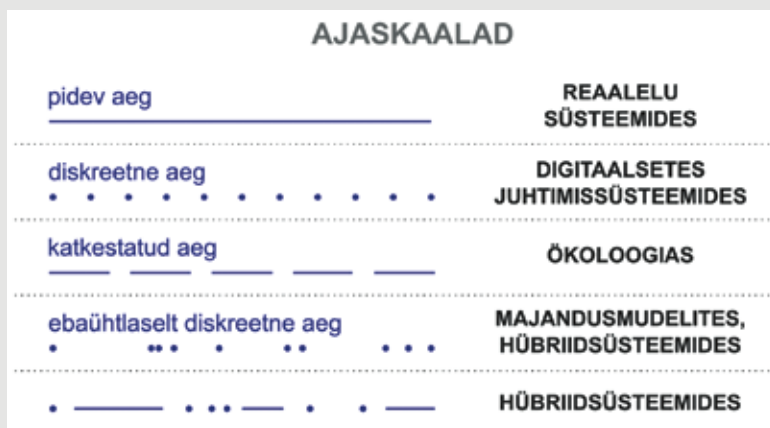 AJASKAALAD
pidev aeg
REAALELU
SÜSTEEMIDES
diskreetne aeg
DIGITAALSETES
JUHTIMISSÜSTEEMIDES
katkestatud aeg
ÖKOLOOGIAS
ebaühtlaselt diskreetne aeg
MAJANDUSMUDELITES,
HÜBRIIDSÜSTEEMIDES
HÜBRIIDSÜSTEEMIDES